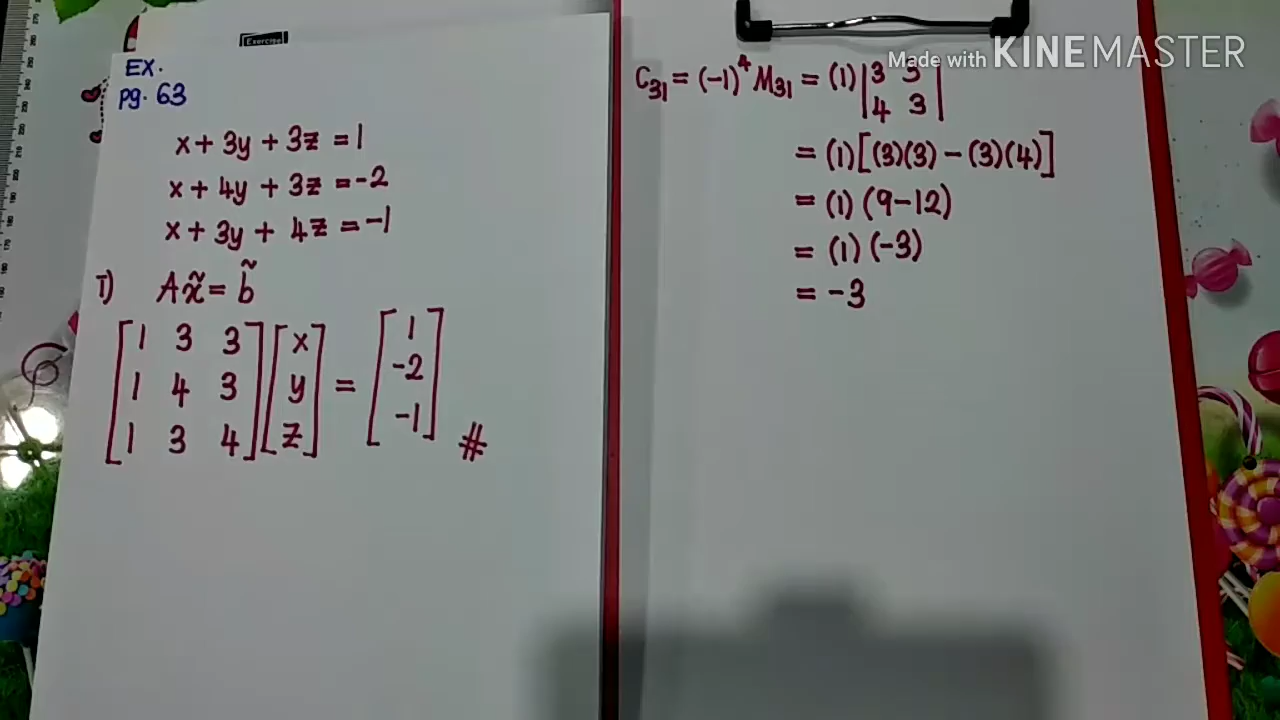 Exercise
EX.
Pg. 63
x + 3y + 3z = 1
x + 4y + 3z = -2
x + 3y + 4z = -1
I) Ax̃ = b̃
[1 3 3] [x] = [1]
[1 4 3] [y] [-2]
[1 3 4] [z] [-1] #
Made with KINEMASTER
C₃₁ = (-1)⁴ M₃₁ = (1) |3 3|
|4 3|
= (1)[(3)(3) - (3)(4)]
= (1) (9-12)
= (1) (-3)
= -3